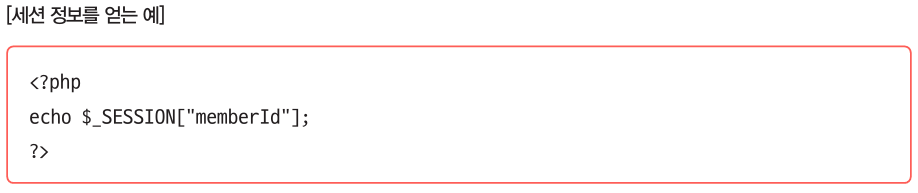 [세션 정보를 얻는 예]
<?php
echo $_SESSION["memberId"];
?>